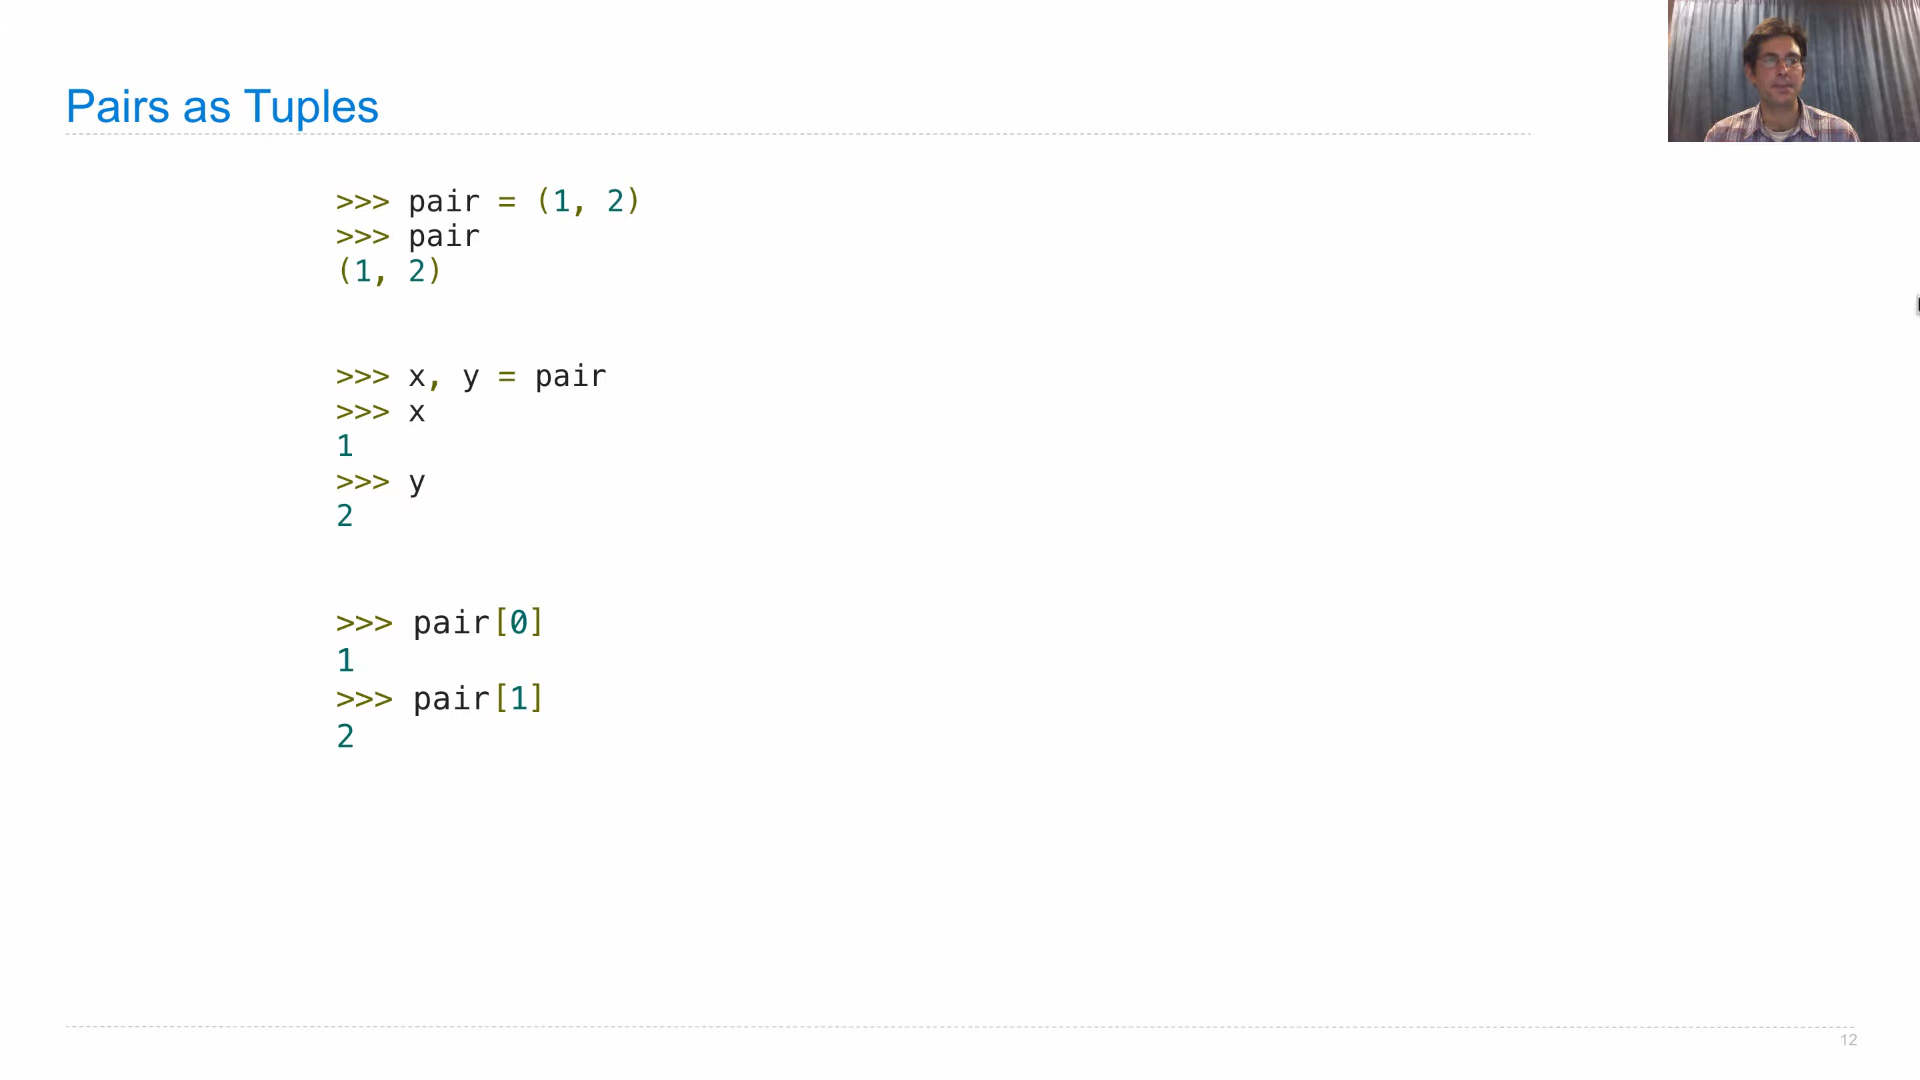 Pairs as Tuples
>>> pair = (1, 2)
>>> pair
(1, 2)
>>> x, y = pair
>>> x
1
>>> y
2
>>> pair[0]
1
>>> pair[1]
2
12